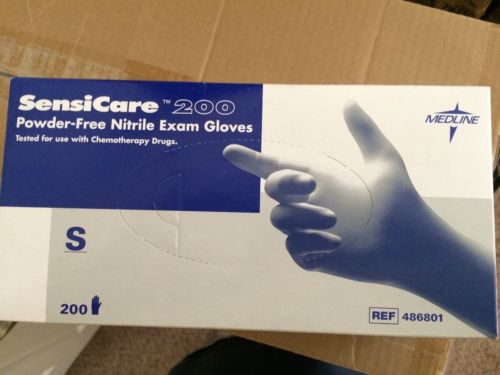 SensiCare™ 200
Powder-Free Nitrile Exam Gloves
Tested for use with Chemotherapy Drugs.
MEDLINE
S
200
REF 486801